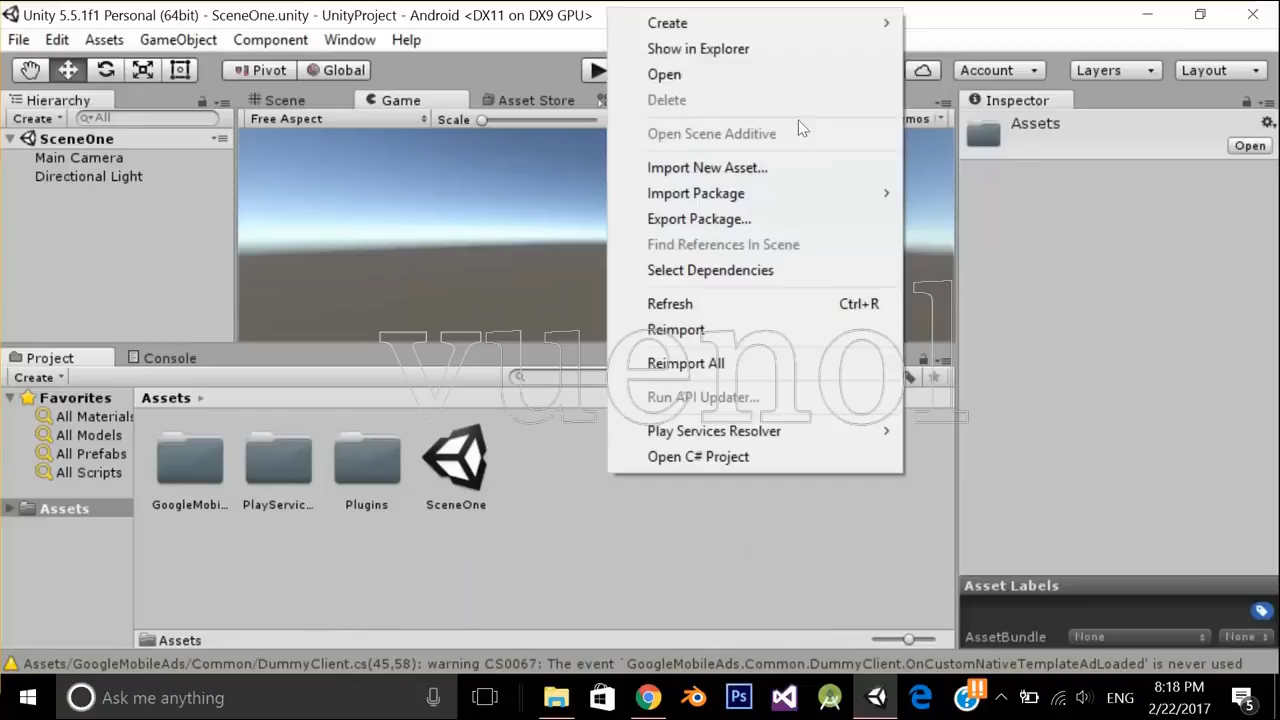 Unity 5.5.1f1 Personal (64bit) - SceneOne.unity - UnityProject - Android <DX11 on DX9 GPU>
File Edit Assets GameObject Component Window Help
Pivot Global Account Layers Layout
Hierarchy Scene Game Asset Store Inspector
Create All Free Aspect Scale mos
SceneOne
Main Camera
Directional Light
Assets
Open
Create
Show in Explorer
Open
Delete
Open Scene Additive
Import New Asset...
Import Package
Export Package...
Find References In Scene
Select Dependencies
Refresh Ctrl+R
Reimport
Reimport All
Run API Updater...
Play Services Resolver
Open C# Project
vuenol
Project Console
Create
Favorites
All Materials
All Models
All Prefabs
All Scripts
Assets
Assets
GoogleMobi... PlayServic... Plugins SceneOne
Assets
Asset Labels
AssetBundle None None
Assets/GoogleMobileAds/Common/DummyClient.cs(45,58): warning CS0067: The event `GoogleMobileAds.Common.DummyClient.OnCustomNativeTemplateAdLoaded' is never used
Ask me anything
Ps
ENG
8:18 PM
2/22/2017
5